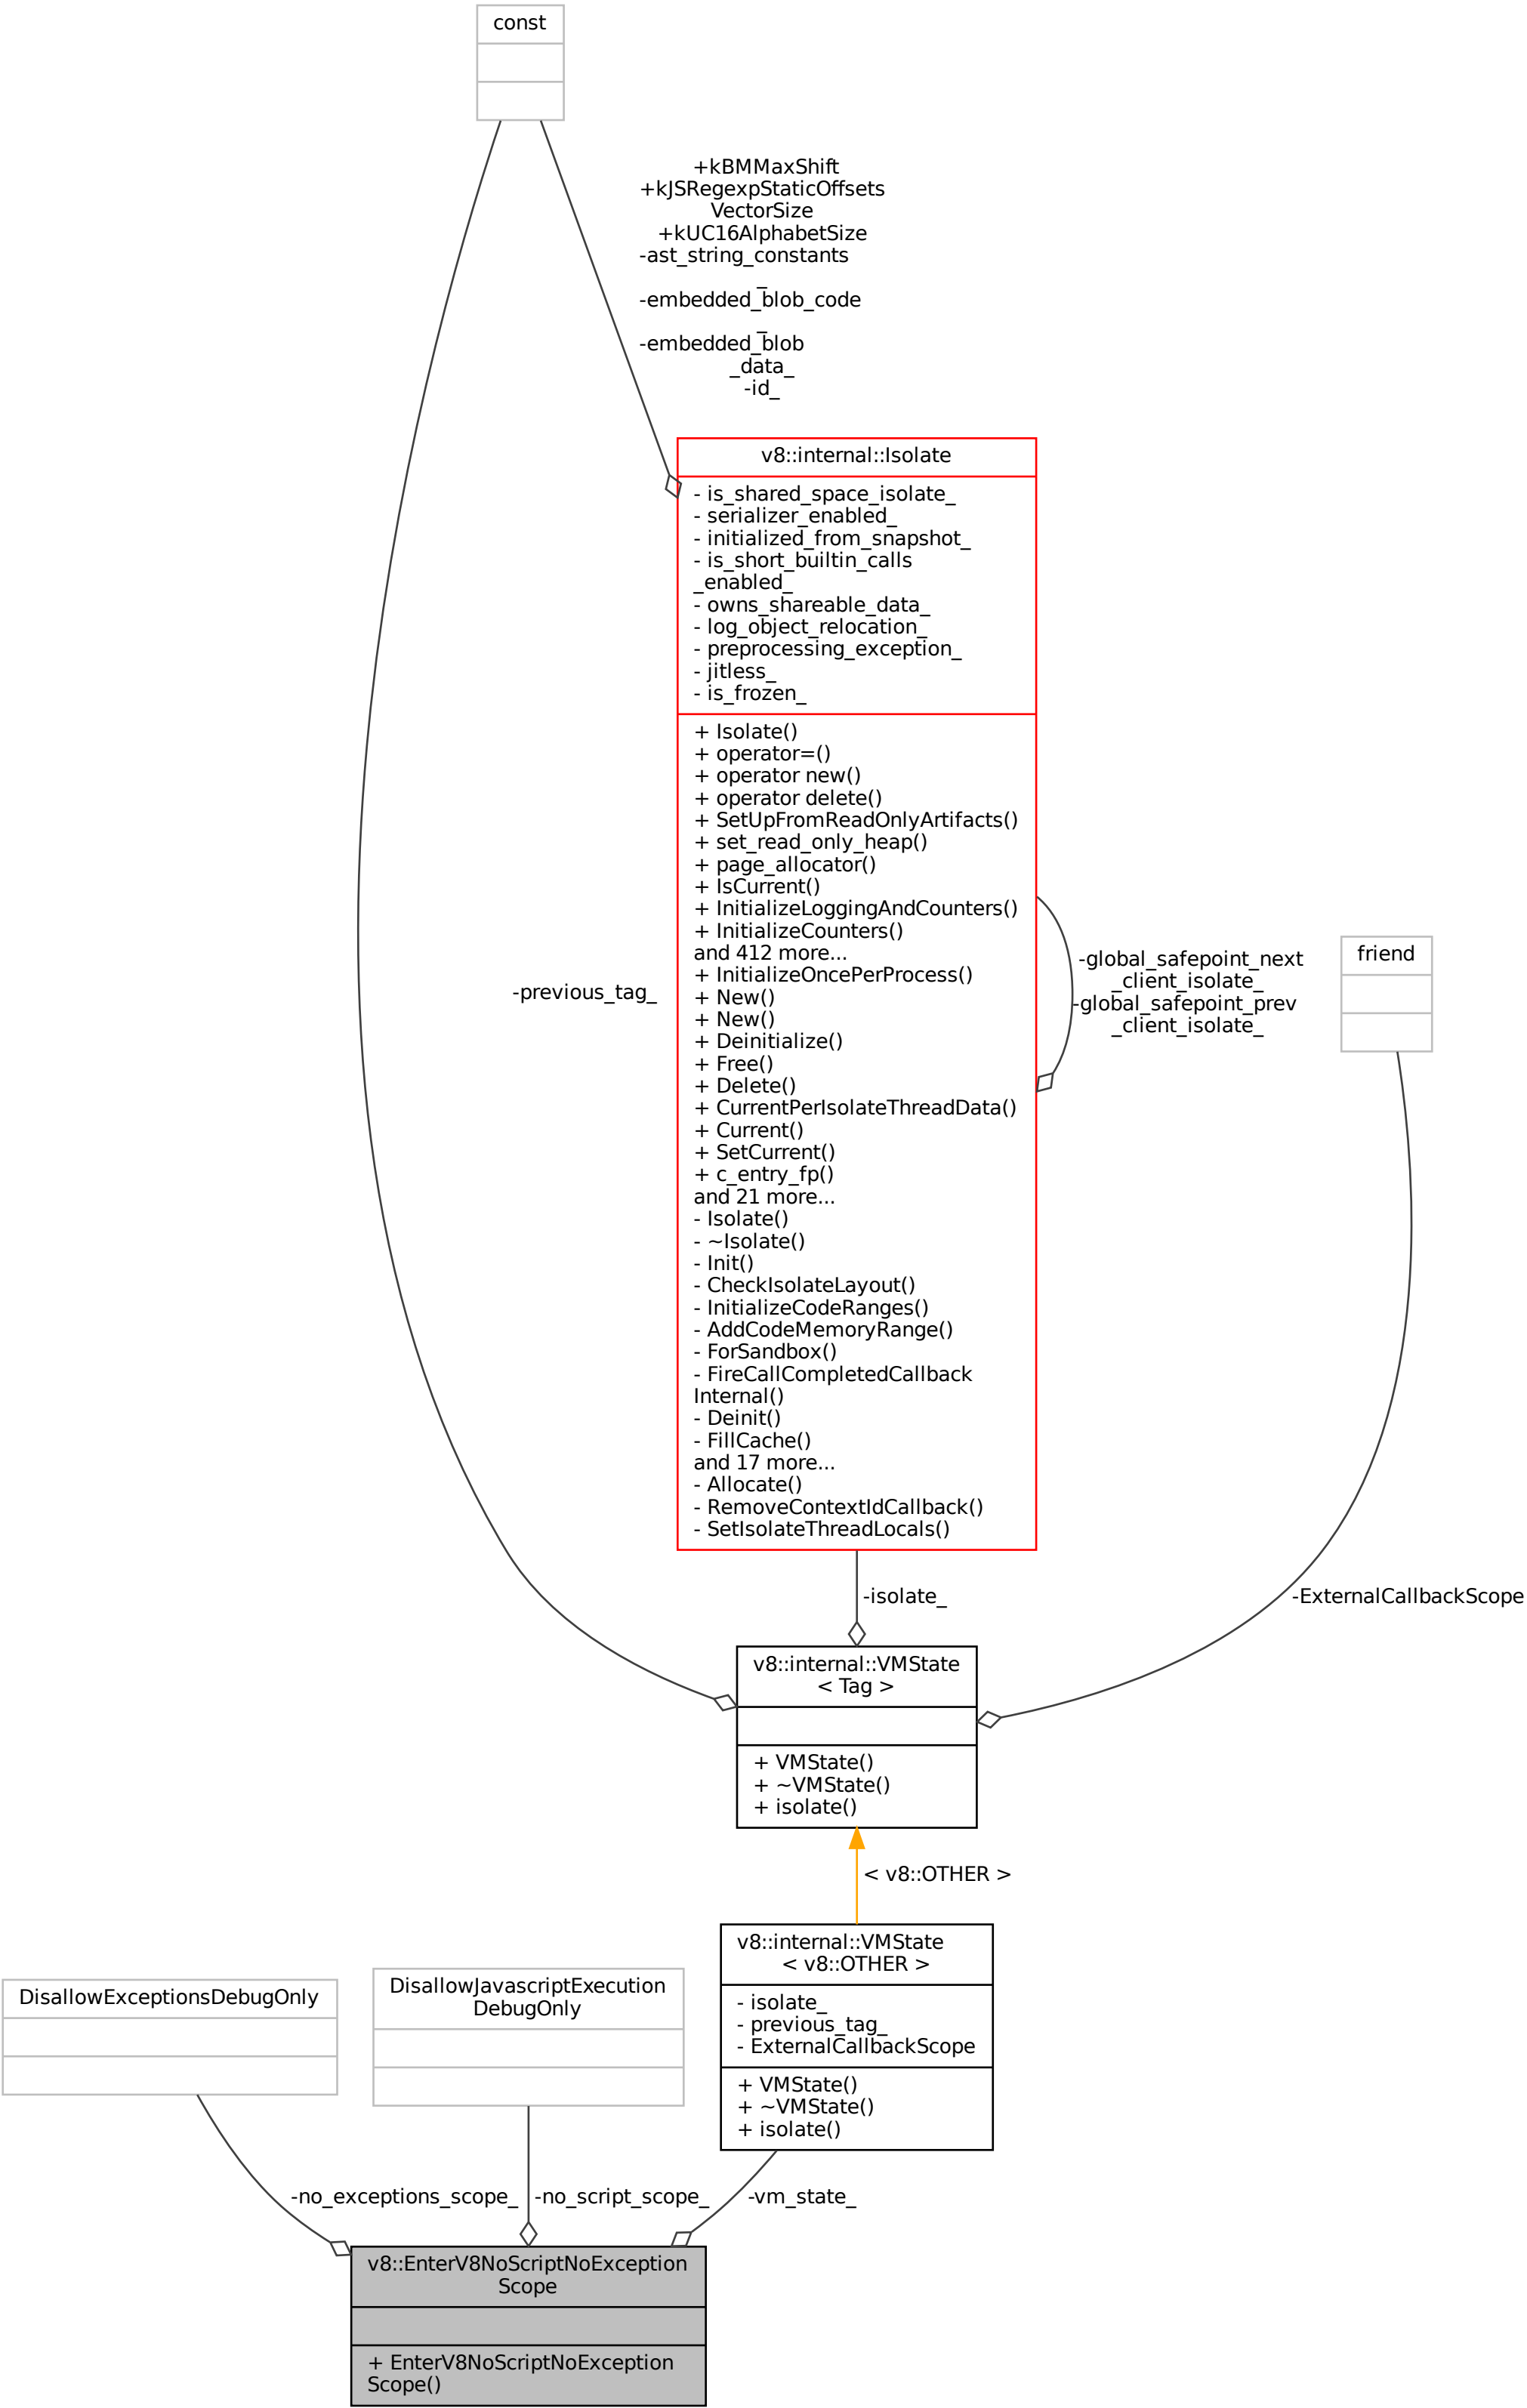 const
+kBMMaxShift
+kJSRegexpStaticOffsets
VectorSize
+kUC16AlphabetSize
-ast_string_constants
_
-embedded_blob_code
_
-embedded_blob
_data_
-id_
v8::internal::Isolate
- is_shared_space_isolate_
- serializer_enabled_
- initialized_from_snapshot_
- is_short_builtin_calls
_enabled_
- owns_shareable_data_
- log_object_relocation_
- preprocessing_exception_
- jitless_
- is_frozen_
+ Isolate()
+ operator=()
+ operator new()
+ operator delete()
+ SetUpFromReadOnlyArtifacts()
+ set_read_only_heap()
+ page_allocator()
+ IsCurrent()
+ InitializeLoggingAndCounters()
+ InitializeCounters()
and 412 more...
+ InitializeOncePerProcess()
+ New()
+ New()
+ Deinitialize()
+ Free()
+ Delete()
+ CurrentPerIsolateThreadData()
+ Current()
+ SetCurrent()
+ c_entry_fp()
and 21 more...
- Isolate()
- ~Isolate()
- Init()
- CheckIsolateLayout()
- InitializeCodeRanges()
- AddCodeMemoryRange()
- ForSandbox()
- FireCallCompletedCallback
Internal()
- Deinit()
- FillCache()
and 17 more...
- Allocate()
- RemoveContextIdCallback()
- SetIsolateThreadLocals()
-global_safepoint_next
_client_isolate_
-global_safepoint_prev
_client_isolate_
friend
-previous_tag_
-isolate_
-ExternalCallbackScope
v8::internal::VMState
< Tag >
+ VMState()
+ ~VMState()
+ isolate()
< v8::OTHER >
v8::internal::VMState
< v8::OTHER >
- isolate_
- previous_tag_
- ExternalCallbackScope
+ VMState()
+ ~VMState()
+ isolate()
DisallowExceptionsDebugOnly
DisallowJavascriptExecution
DebugOnly
-no_exceptions_scope_
-no_script_scope_
-vm_state_
v8::EnterV8NoScriptNoException
Scope
+ EnterV8NoScriptNoException
Scope()